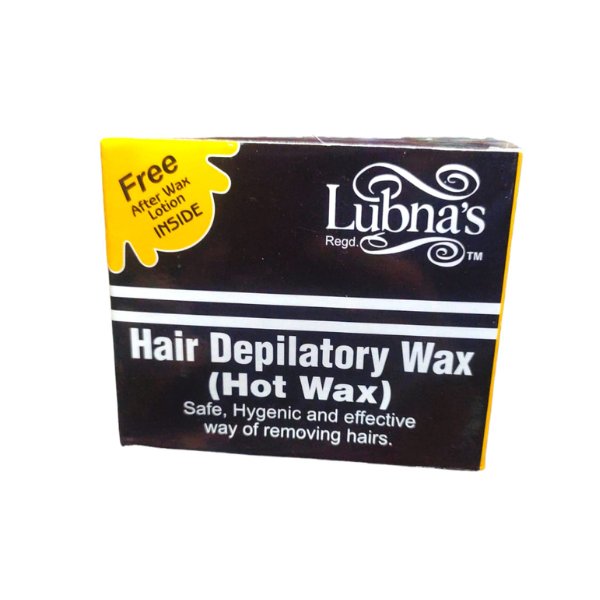 Free
After Wax
Lotion
INSIDE
Lubna's
Regd.
TM
Hair Depilatory Wax
(Hot Wax)
Safe, Hygenic and effective
way of removing hairs.